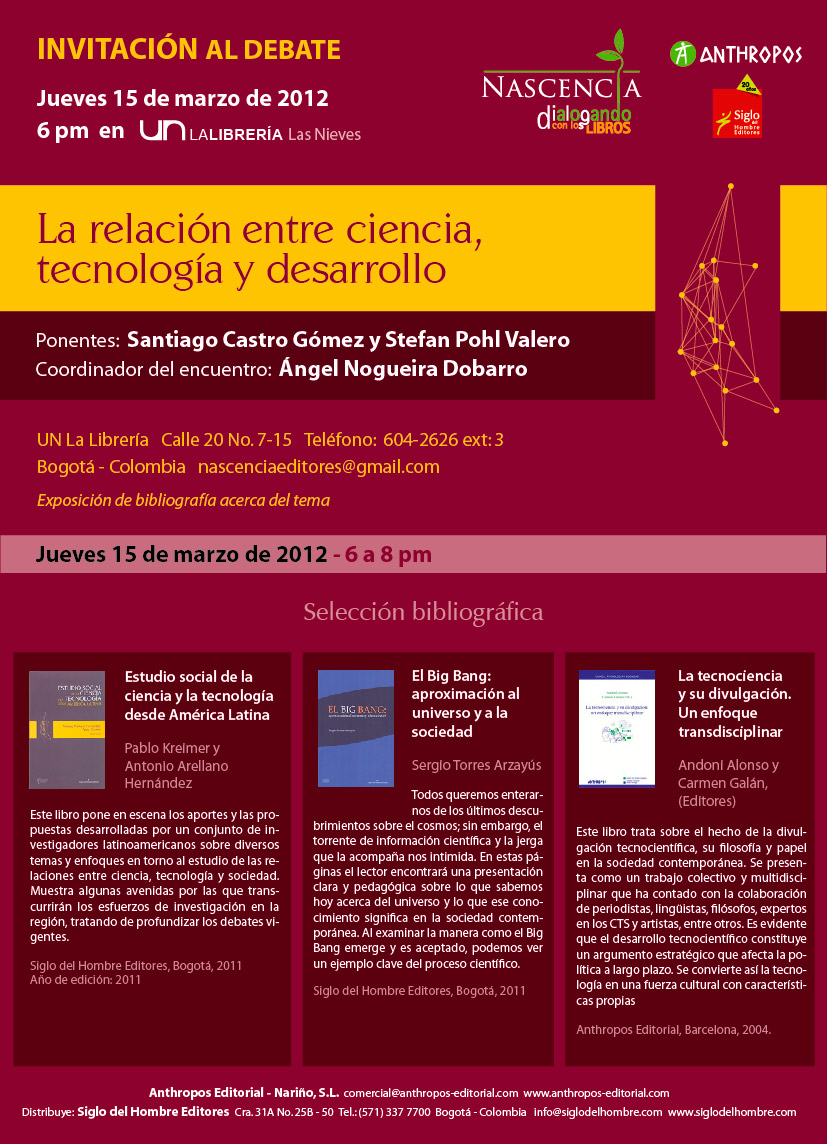 INVITACIÓN AL DEBATE
Jueves 15 de marzo de 2012
6 pm en un LALIBRERÍA Las Nieves
NASCENCIA
dialogando
con los LIBROS
ANTHROPOS
20 años
Siglo
del
Hombre
Editores
La relación entre ciencia,
tecnología y desarrollo
Ponentes: Santiago Castro Gómez y Stefan Pohl Valero
Coordinador del encuentro: Ángel Nogueira Dobarro
UN La Librería Calle 20 No. 7-15 Teléfono: 604-2626 ext: 3
Bogotá - Colombia nascenciaeditores@gmail.com
Exposición de bibliografía acerca del tema
Jueves 15 de marzo de 2012 - 6 a 8 pm
Selección bibliográfica
ESTUDIO SOCIAL
Estudio social de la
ciencia y la tecnología
desde América Latina
Pablo Kreimer y
Antonio Arellano
Hernández
Este libro pone en escena los aportes y las pro-
puestas desarrolladas por un conjunto de in-
vestigadores latinoamericanos sobre diversos
temas y enfoques en torno al estudio de las re-
laciones entre ciencia, tecnología y sociedad.
Muestra algunas avenidas por las que trans-
currirán los esfuerzos de investigación en la
región, tratando de profundizar los debates vi-
gentes.
Siglo del Hombre Editores, Bogotá, 2011
Año de edición: 2011
EL BIG BANG:
El Big Bang:
aproximación al
universo y a la
sociedad
Sergio Torres Arzayús
Todos queremos enterar-
nos de los últimos descu-
brimientos sobre el cosmos; sin embargo, el
torrente de información científica y la jerga
que la acompaña nos intimida. En estas pá-
ginas el lector encontrará una presentación
clara y pedagógica sobre lo que sabemos
hoy acerca del universo y lo que ese cono-
cimiento significa en la sociedad contem-
poránea. Al examinar la manera como el Big
Bang emerge y es aceptado, podemos ver
un ejemplo clave del proceso científico.
Siglo del Hombre Editores, Bogotá, 2011
La tecnociencia y su divulgación:
un enfoque transdisciplinar
ANTHROPOS
La tecnociencia
y su divulgación.
Un enfoque
transdiscíplinar
Andoni Alonso y
Carmen Galán,
(Editores)
Este libro trata sobre el hecho de la divul-
gación tecnocientífica, su filosofía y papel
en la sociedad contemporánea. Se presen-
ta como un trabajo colectivo y multidisci-
plinar que ha contado con la colaboración
de periodistas, lingüistas, filósofos, expertos
en los CTS y artistas, entre otros. Es evidente
que el desarrollo tecnocientífico constituye
un argumento estratégico que afecta la po-
lítica a largo plazo. Se convierte así la tecno-
logía en una fuerza cultural con característi-
cas propias
Anthropos Editorial, Barcelona, 2004.
Anthropos Editorial - Nariño, S.L. comercial@anthropos-editorial.com www.anthropos-editorial.com
Distribuye: Siglo del Hombre Editores Cra. 31A No. 25B - 50 Tel.: (571) 337 7700 Bogotá - Colombia info@siglodelhombre.com www.siglodelhombre.com